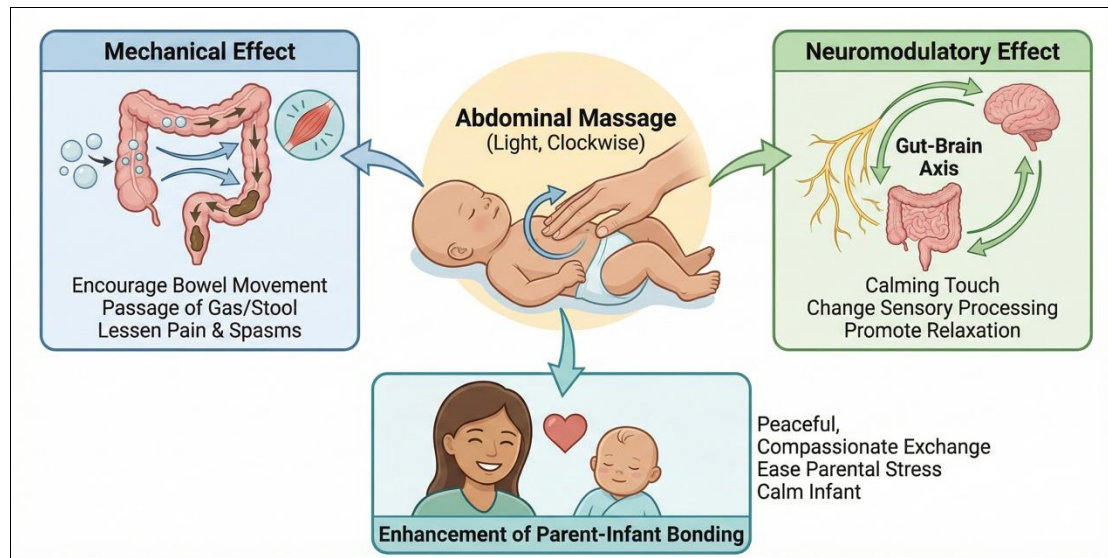 Mechanical Effect
Encourage Bowel Movement
Passage of Gas/Stool
Lessen Pain & Spasms
Abdominal Massage
(Light, Clockwise)
Neuromodulatory Effect
Gut-Brain
Axis
Calming Touch
Change Sensory Processing
Promote Relaxation
Enhancement of Parent-Infant Bonding
Peaceful,
Compassionate Exchange
Ease Parental Stress
Calm Infant